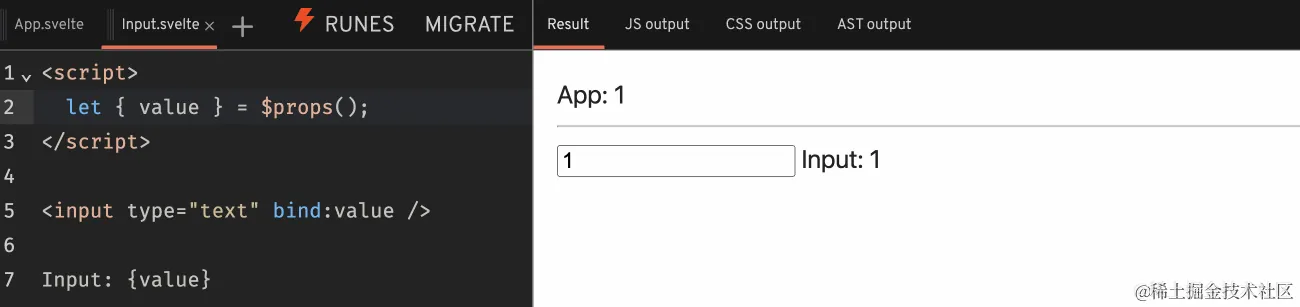 App.svelte Input.svelte × + RUNES MIGRATE
1 <script>
2 let { value } = $props();
3 </script>
4
5 <input type="text" bind:value />
6
7 Input: {value}
Result JS output CSS output AST output
App: 1
1 Input: 1
@稀土掘金技术社区